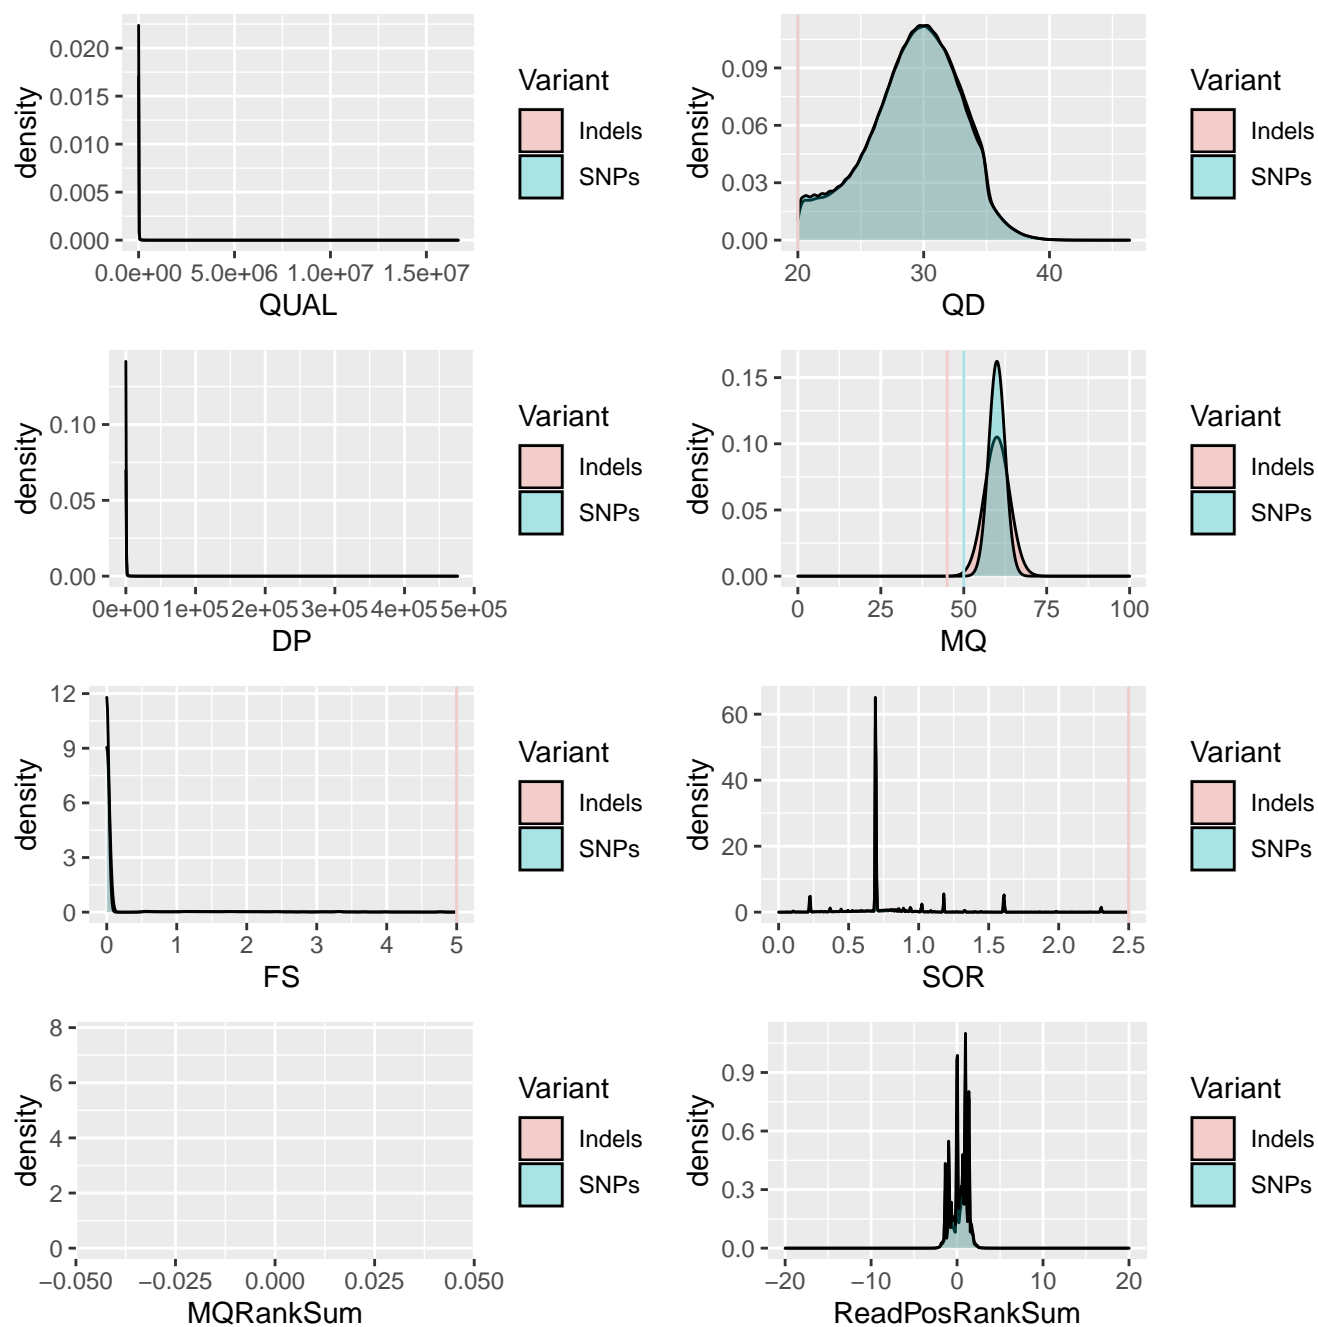 density
0.020
0.015
0.010
0.005
0.000
0.0e+00 5.0e+06 1.0e+07 1.5e+07
QUAL
Variant
Indels
SNPs
density
0.09
0.06
0.03
0.00
20 30 40
QD
Variant
Indels
SNPs
density
0.10
0.05
0.00
0e+00 1e+05 2e+05 3e+05 4e+05 5e+05
DP
Variant
Indels
SNPs
density
0.15
0.10
0.05
0.00
0 25 50 75 100
MQ
Variant
Indels
SNPs
density
12
9
6
3
0
0 1 2 3 4 5
FS
Variant
Indels
SNPs
density
60
40
20
0
0.0 0.5 1.0 1.5 2.0 2.5
SOR
Variant
Indels
SNPs
density
8
6
4
2
0
−0.050 −0.025 0.000 0.025 0.050
MQRankSum
Variant
Indels
SNPs
density
0.9
0.6
0.3
0.0
−20 −10 0 10 20
ReadPosRankSum
Variant
Indels
SNPs